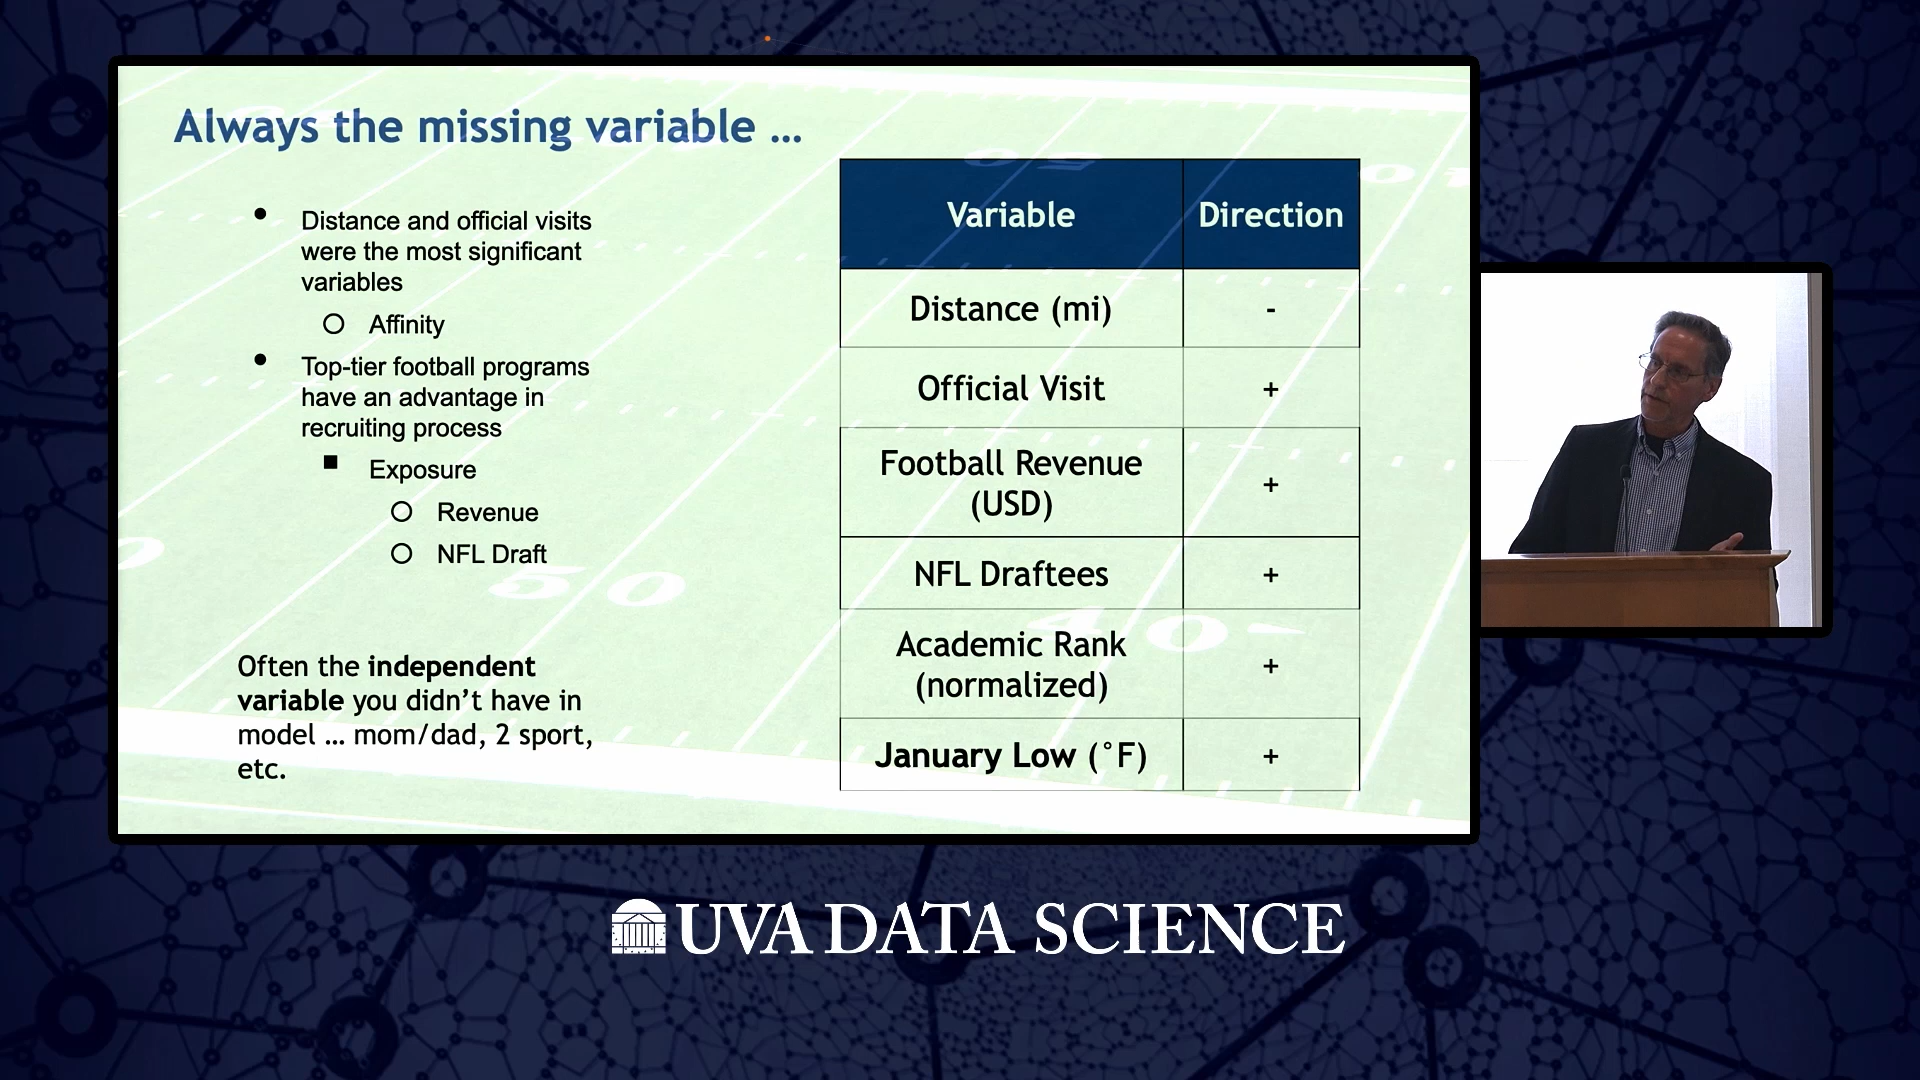 Always the missing variable ...
• Distance and official visits
were the most significant
variables
○ Affinity
• Top-tier football programs
have an advantage in
recruiting process
■ Exposure
○ Revenue
○ NFL Draft
Often the independent
variable you didn’t have in
model ... mom/dad, 2 sport,
etc.
Variable Direction
Distance (mi) -
Official Visit +
Football Revenue
(USD) +
NFL Draftees +
Academic Rank
(normalized) +
January Low (°F) +
50
40
UVA DATA SCIENCE